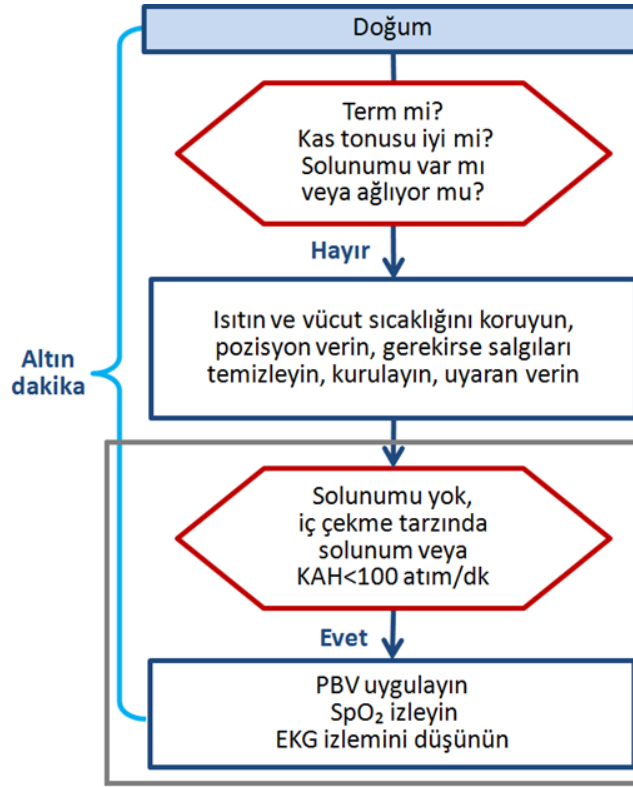 Doğum
Term mi?
Kas tonusu iyi mi?
Solunumu var mı
veya ağlıyor mu?
Hayır
Isıtın ve vücut sıcaklığını koruyun,
pozisyon verin, gerekirse salgıları
temizleyin, kurulayın, uyaran verin
Altın
dakika
Solunumu yok,
iç çekme tarzında
solunum veya
KAH<100 atım/dk
Evet
PBV uygulayın
SpO₂ izleyin
EKG izlemini düşünün